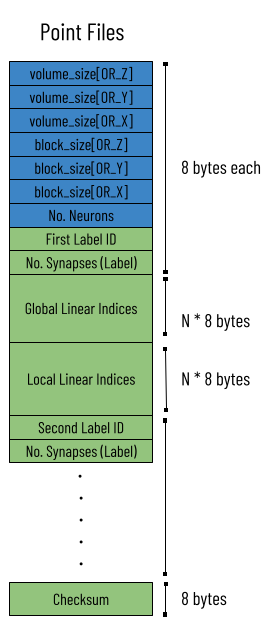 Point Files
volume_size[OR_Z]
volume_size[OR_Y]
volume_size[OR_X]
block_size[OR_Z]
block_size[OR_Y]
block_size[OR_X]
No. Neurons
First Label ID
No. Synapses (Label)
8 bytes each
Global Linear Indices
N * 8 bytes
Local Linear Indices
N * 8 bytes
Second Label ID
No. Synapses (Label)
Checksum
8 bytes